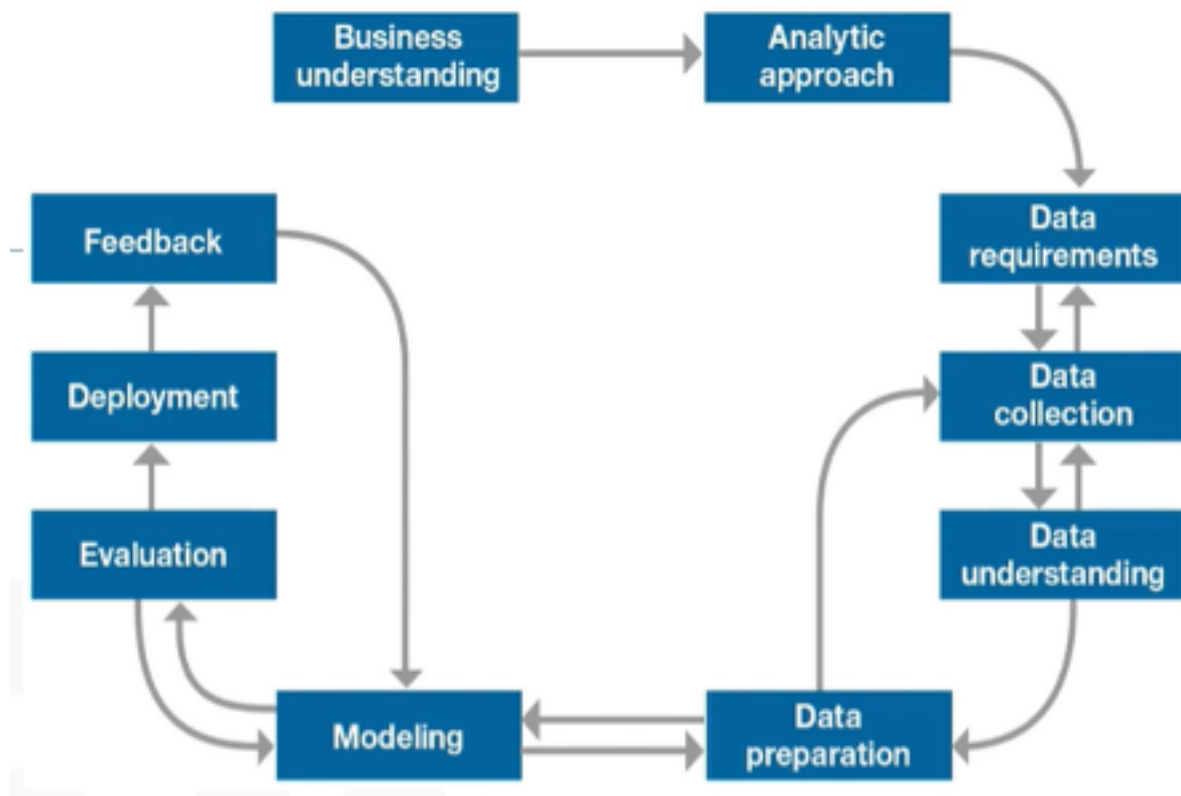 Business
understanding
Analytic
approach
Data
requirements
Data
collection
Data
understanding
Data
preparation
Modeling
Evaluation
Deployment
Feedback